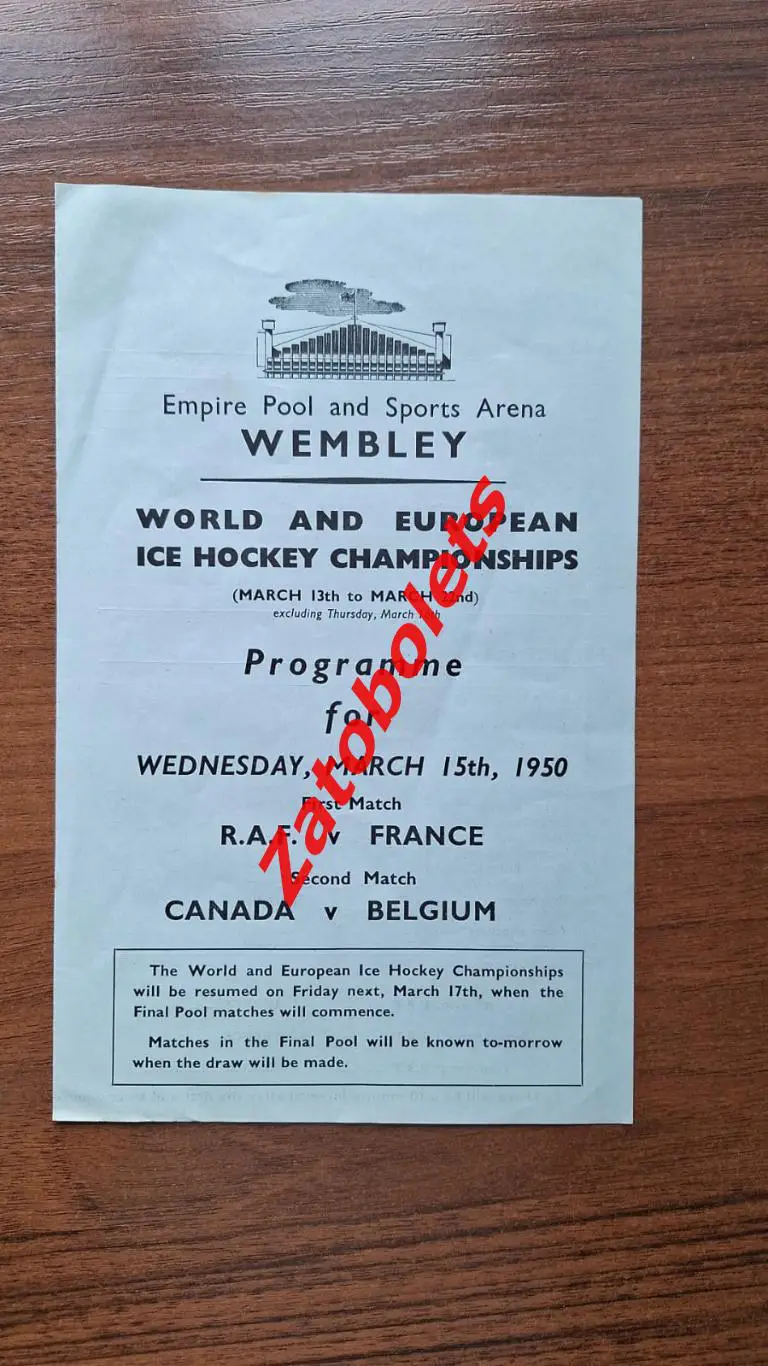 Empire Pool and Sports Arena
WEMBLEY
WORLD AND EUROPEAN
ICE HOCKEY CHAMPIONSHIPS
(MARCH 13th to MARCH 22nd)
excluding Thursday, March 16th
Programme
for
WEDNESDAY, MARCH 15th, 1950
First Match
R.A.F. v FRANCE
Second Match
CANADA v BELGIUM
The World and European Ice Hockey Championships
will be resumed on Friday next, March 17th, when the
Final Pool matches will commence.
Matches in the Final Pool will be known to-morrow
when the draw will be made.
Zatobolets